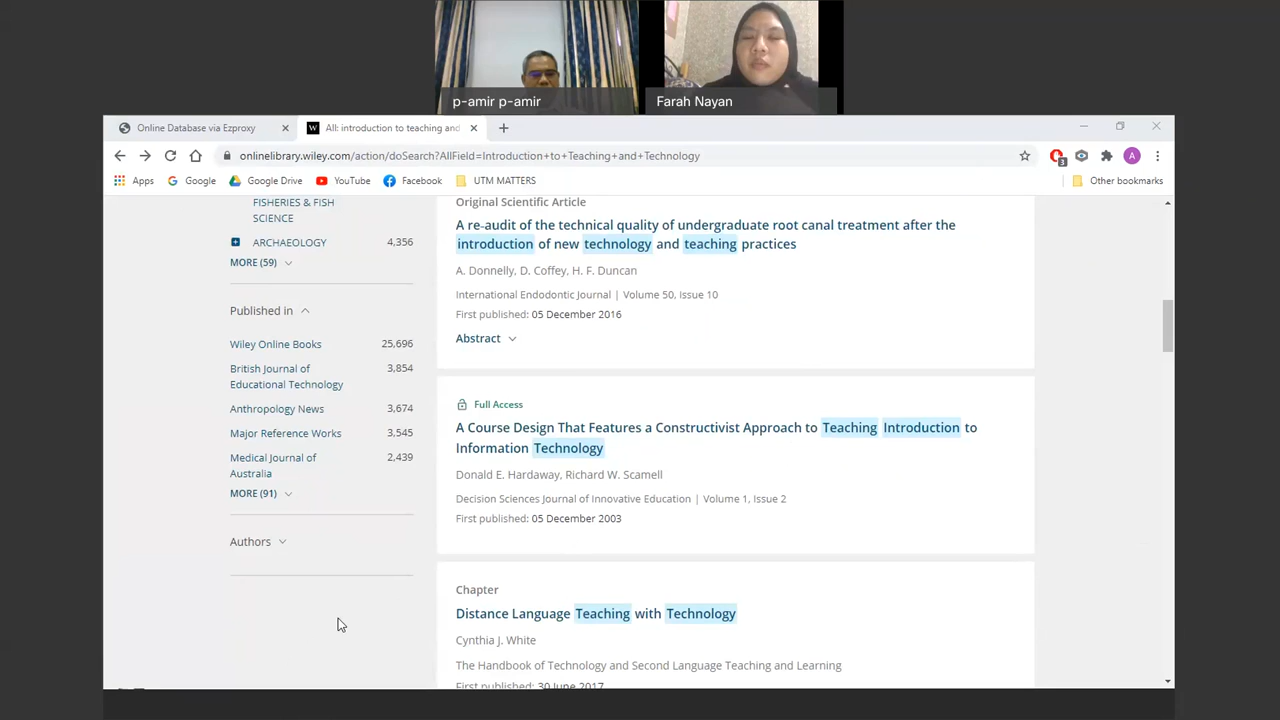 p-amir p-amir
Farah Nayan
Online Database via Ezproxy
W All: introduction to teaching and
onlinelibrary.wiley.com/action/doSearch?AllField=Introduction+to+Teaching+and+Technology
3
A
Apps
Google
Google Drive
YouTube
Facebook
UTM MATTERS
Other bookmarks
FISHERIES & FISH
SCIENCE
ARCHAEOLOGY 4,356
MORE (59)
Published in
Wiley Online Books 25,696
British Journal of 3,854
Educational Technology
Anthropology News 3,674
Major Reference Works 3,545
Medical Journal of 2,439
Australia
MORE (91)
Authors
Original Scientific Article
A re-audit of the technical quality of undergraduate root canal treatment after the
introduction of new technology and teaching practices
A. Donnelly, D. Coffey, H. F. Duncan
International Endodontic Journal | Volume 50, Issue 10
First published: 05 December 2016
Abstract
Full Access
A Course Design That Features a Constructivist Approach to Teaching Introduction to
Information Technology
Donald E. Hardaway, Richard W. Scamell
Decision Sciences Journal of Innovative Education | Volume 1, Issue 2
First published: 05 December 2003
Chapter
Distance Language Teaching with Technology
Cynthia J. White
The Handbook of Technology and Second Language Teaching and Learning
First published: 30 June 2017